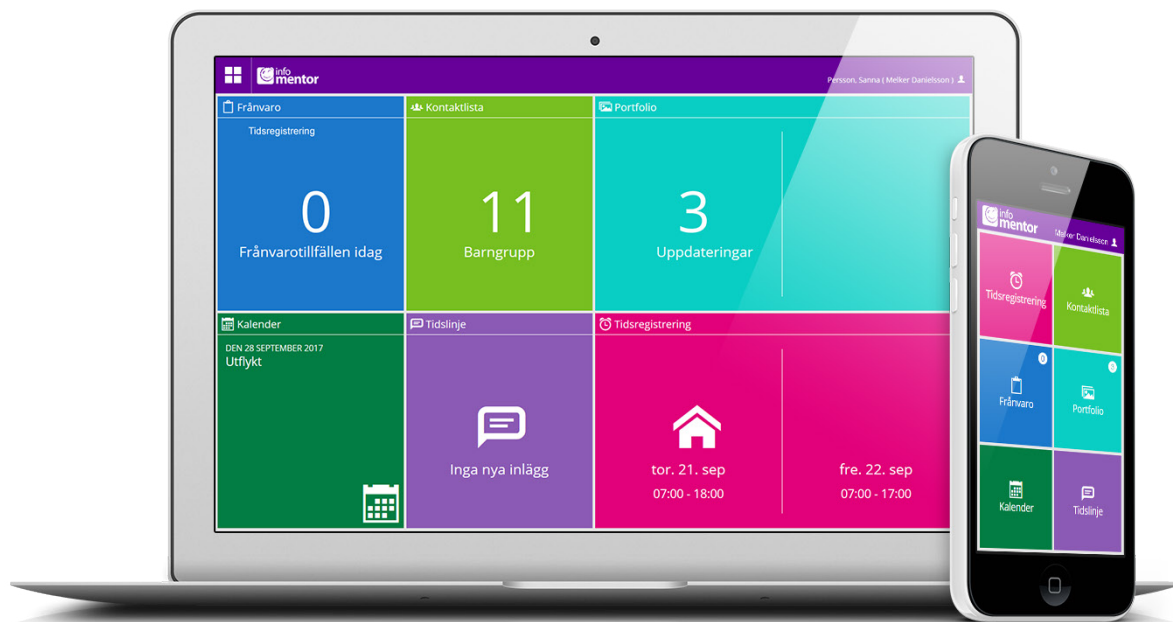 info
mentor
Persson, Sanna ( Melker Danielsson )
Frånvaro
Tidsregistrering
0
Frånvarotillfällen idag
Kontaktlista
11
Barngrupp
Portfolio
3
Uppdateringar
Kalender
DEN 28 SEPTEMBER 2017
Utflykt
Tidslinje
Inga nya inlägg
Tidsregistrering
tor. 21. sep
07:00 - 18:00
fre. 22. sep
07:00 - 17:00
info
mentor
Melker Danielsson
Tidsregistrering
Kontaktlista
0
Frånvaro
Portfolio
Kalender
Tidslinje